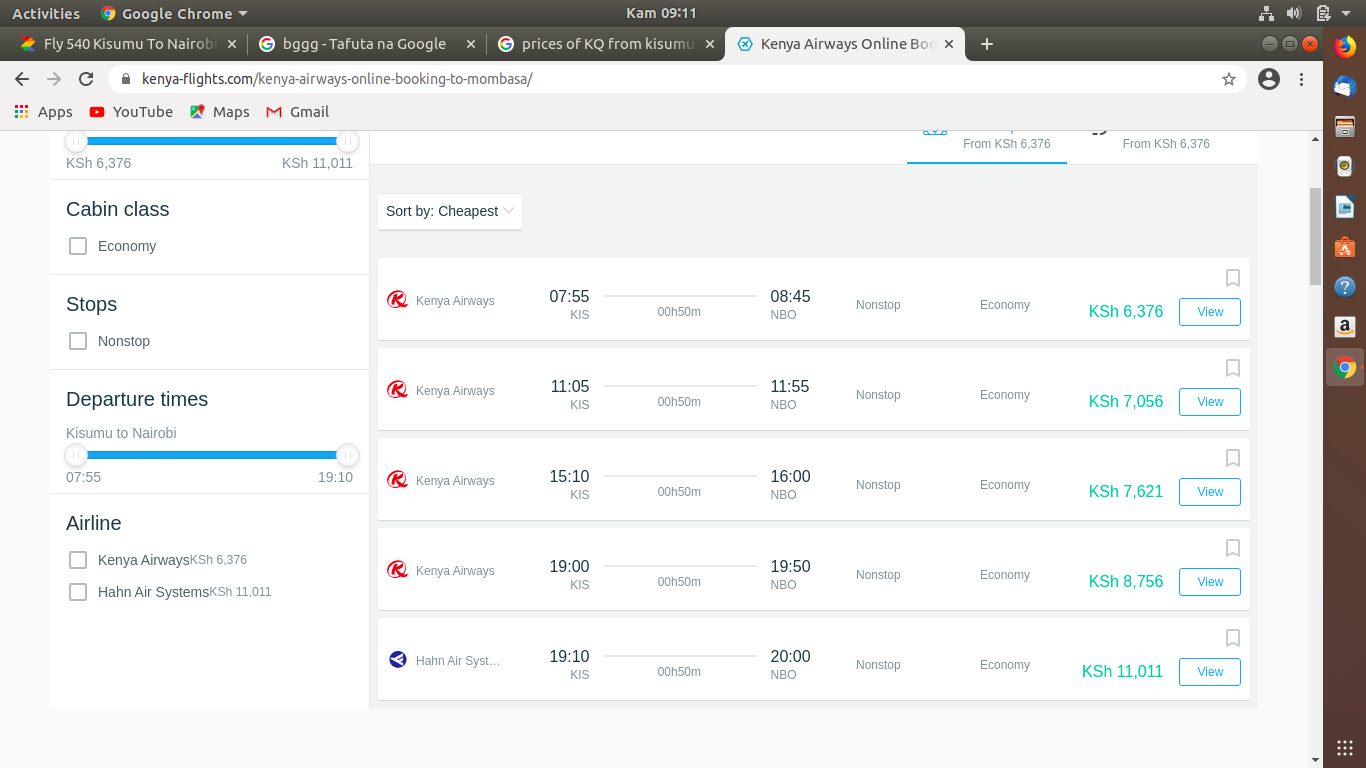 Activities
Google Chrome
Kam 09:11
Fly 540 Kisumu To Nairobi
bggg - Tafuta na Google
prices of KQ from kisumu
Kenya Airways Online Boo
kenya-flights.com/kenya-airways-online-booking-to-mombasa/
Apps
YouTube
Maps
Gmail
KSh 6,376
KSh 11,011
From KSh 6,376
From KSh 6,376
Cabin class
Economy
Stops
Nonstop
Departure times
Kisumu to Nairobi
07:55
19:10
Airline
Kenya Airways KSh 6,376
Hahn Air Systems KSh 11,011
Sort by: Cheapest
Kenya Airways
07:55
KIS
00h50m
08:45
NBO
Nonstop
Economy
KSh 6,376
View
Kenya Airways
11:05
KIS
00h50m
11:55
NBO
Nonstop
Economy
KSh 7,056
View
Kenya Airways
15:10
KIS
00h50m
16:00
NBO
Nonstop
Economy
KSh 7,621
View
Kenya Airways
19:00
KIS
00h50m
19:50
NBO
Nonstop
Economy
KSh 8,756
View
Hahn Air Syst…
19:10
KIS
00h50m
20:00
NBO
Nonstop
Economy
KSh 11,011
View